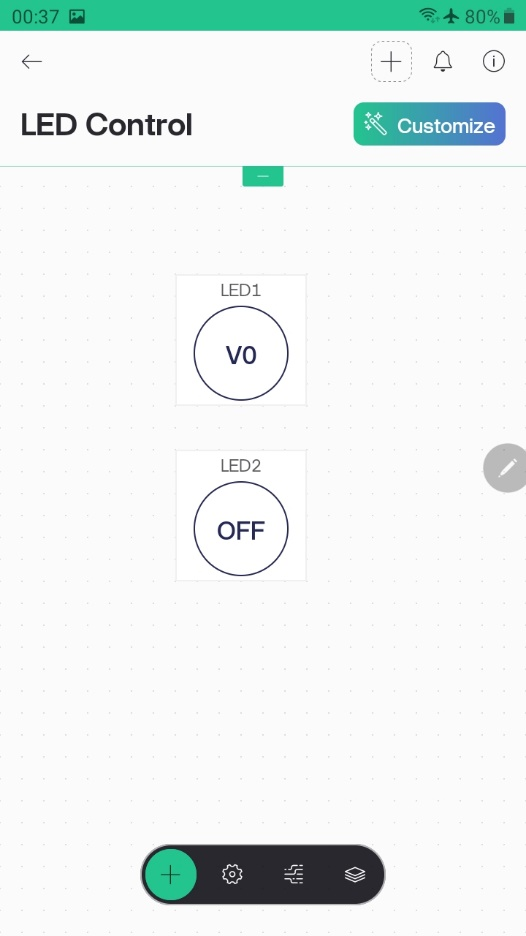 00:37 80%
LED Control
Customize
LED1
V0
LED2
OFF